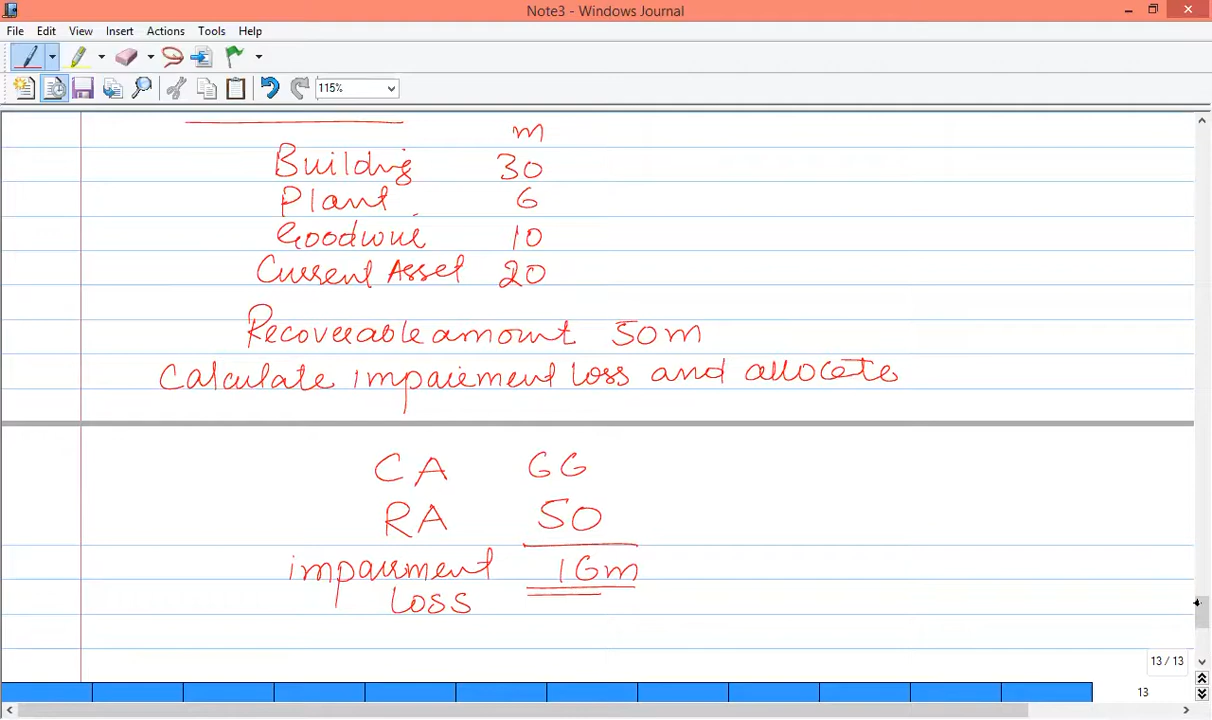 Note3 - Windows Journal
File Edit View Insert Actions Tools Help
115%
m
Building 30
Plant 6
Goodwill 10
Current Asset 20
Recoverable amount 50m
Calculate impairment loss and allocate
CA 66
RA 50
impairment 16m
loss
13 / 13
13